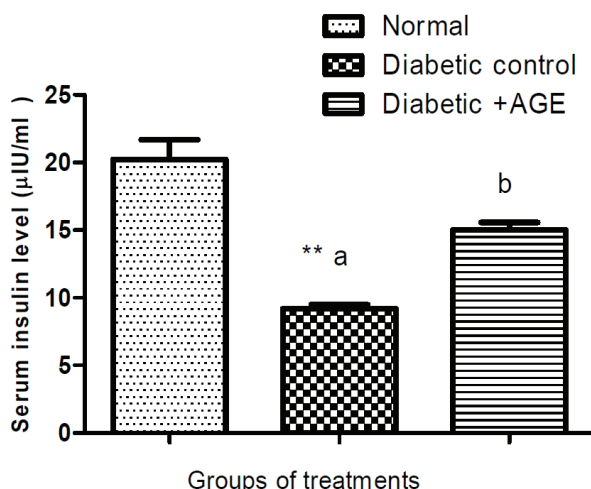 Normal
Diabetic control
Diabetic +AGE
Serum insulin level (µIU/ml )
25
20
15
10
5
0
** a
b
Groups of treatments